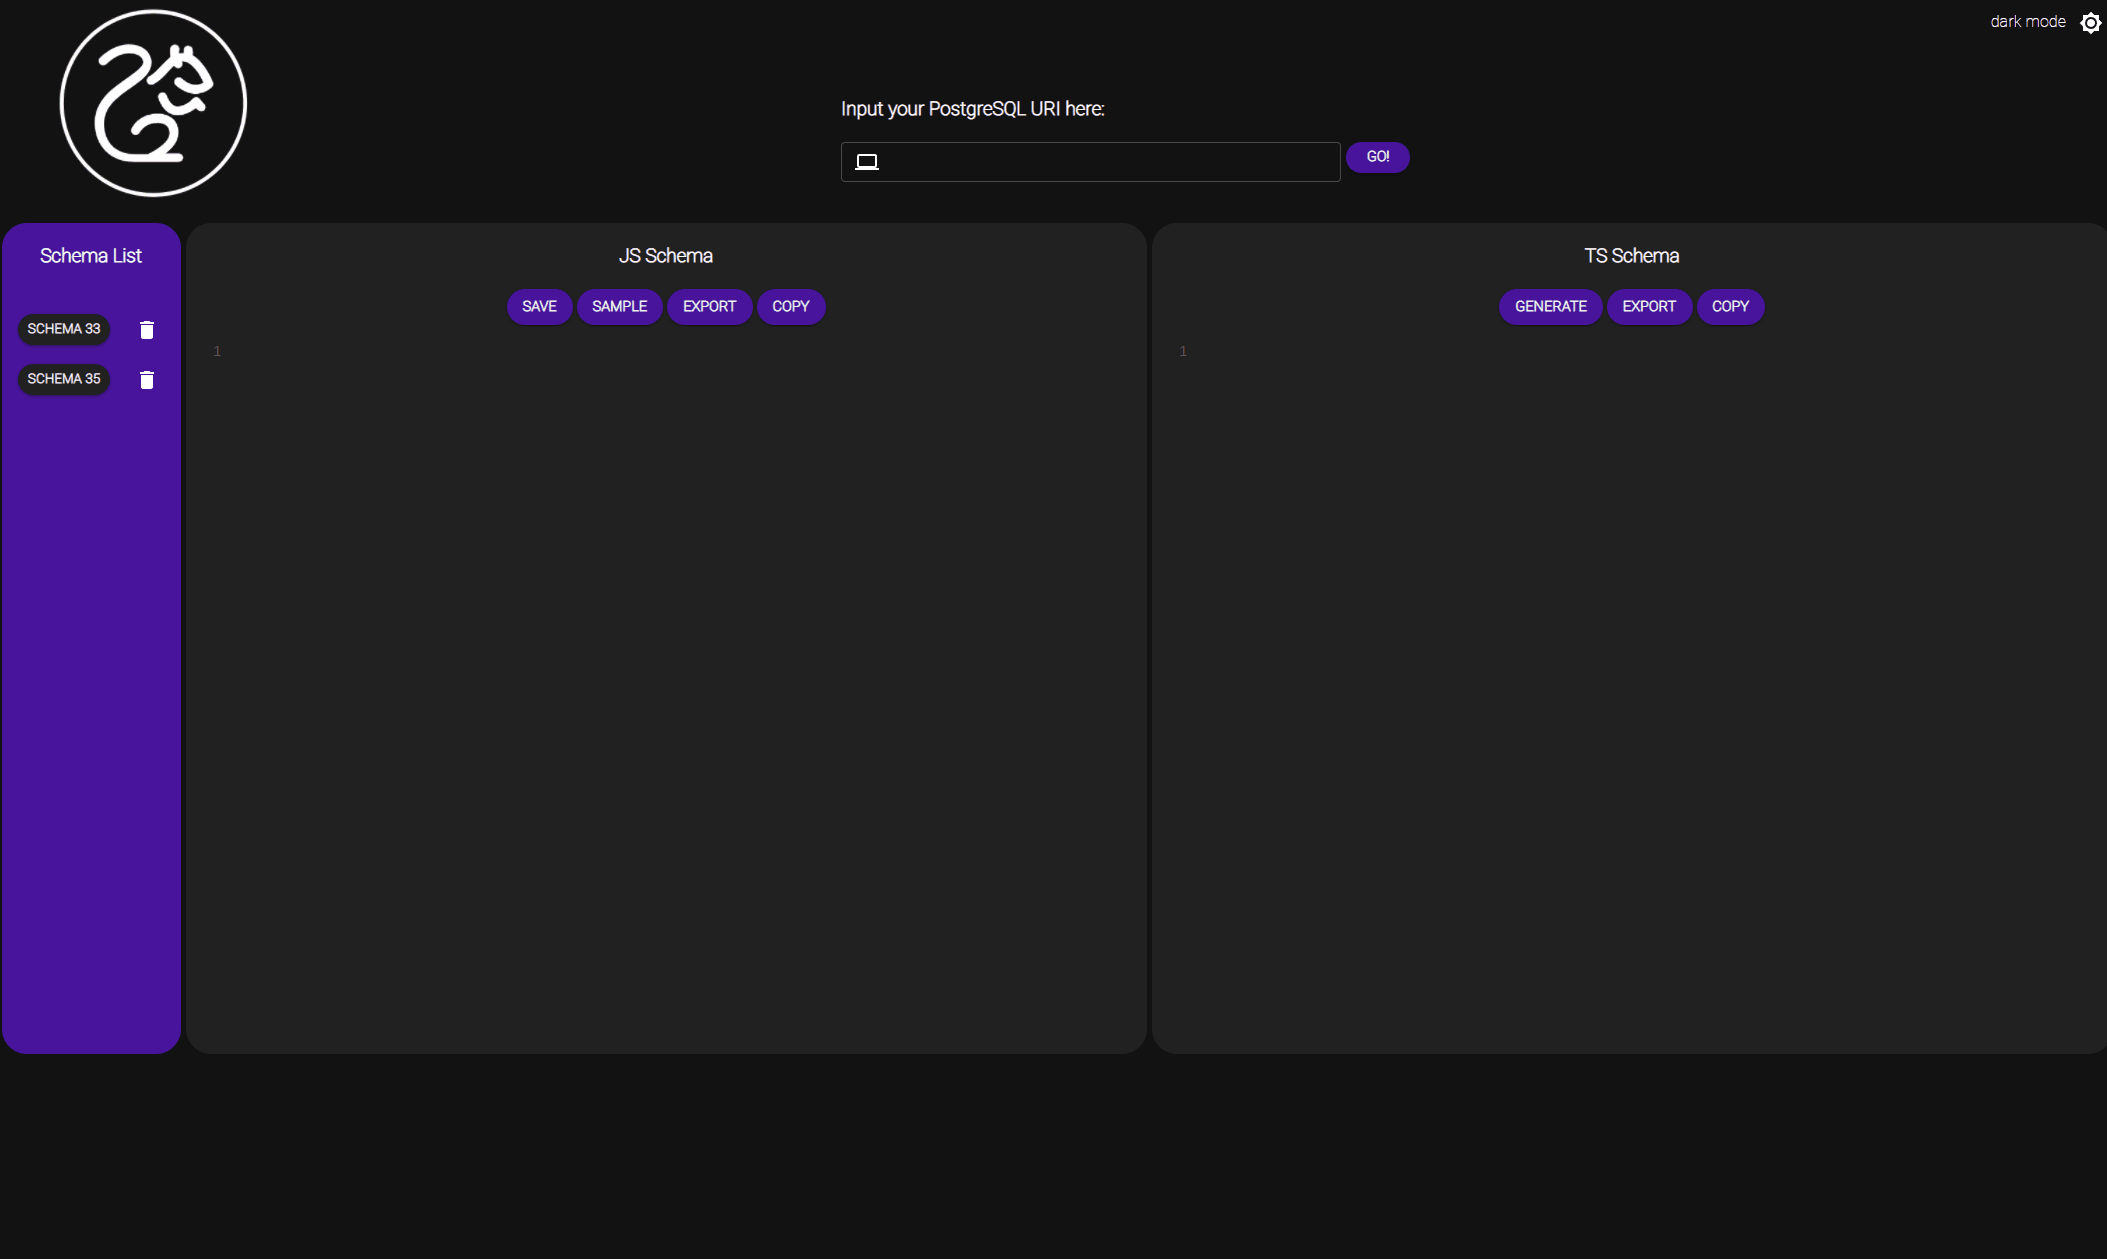 dark mode
Input your PostgreSQL URI here:
GO!
Schema List
SCHEMA 33
SCHEMA 35
JS Schema
SAVE SAMPLE EXPORT COPY
1
TS Schema
GENERATE EXPORT COPY
1